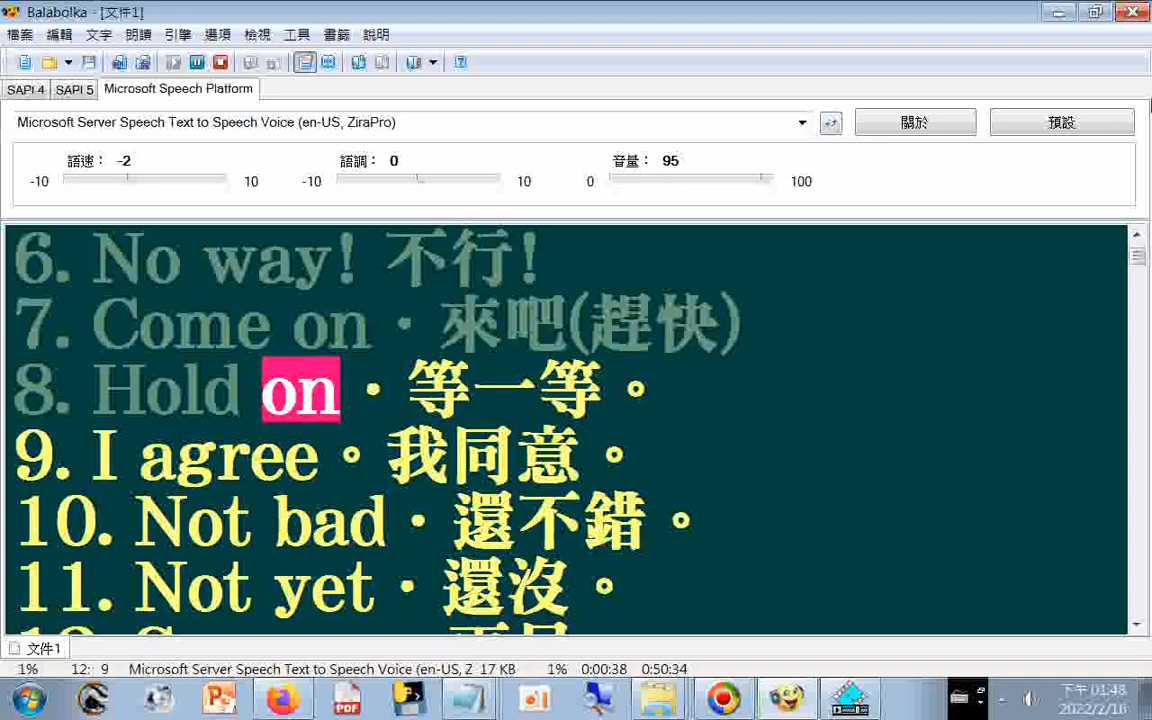 Balabolka - [文件1]
檔案 編輯 文字 朗讀 引擎 選項 檢視 工具 書籤 說明
SAPI 4 SAPI 5 Microsoft Speech Platform
Microsoft Server Speech Text to Speech Voice (en-US, ZiraPro) 關於 預設
語速： -2 語調： 0 音量： 95
-10 10 -10 10 0 100
6. No way! 不行!
7. Come on．來吧(趕快)
8. Hold on．等一等。
9. I agree。我同意。
10. Not bad．還不錯。
11. Not yet．還沒。
文件1
1% 12: 9 Microsoft Server Speech Text to Speech Voice (en-US, Z 17 KB 1% 0:00:38 0:50:34
PDF
下午 01:48
2022/2/16